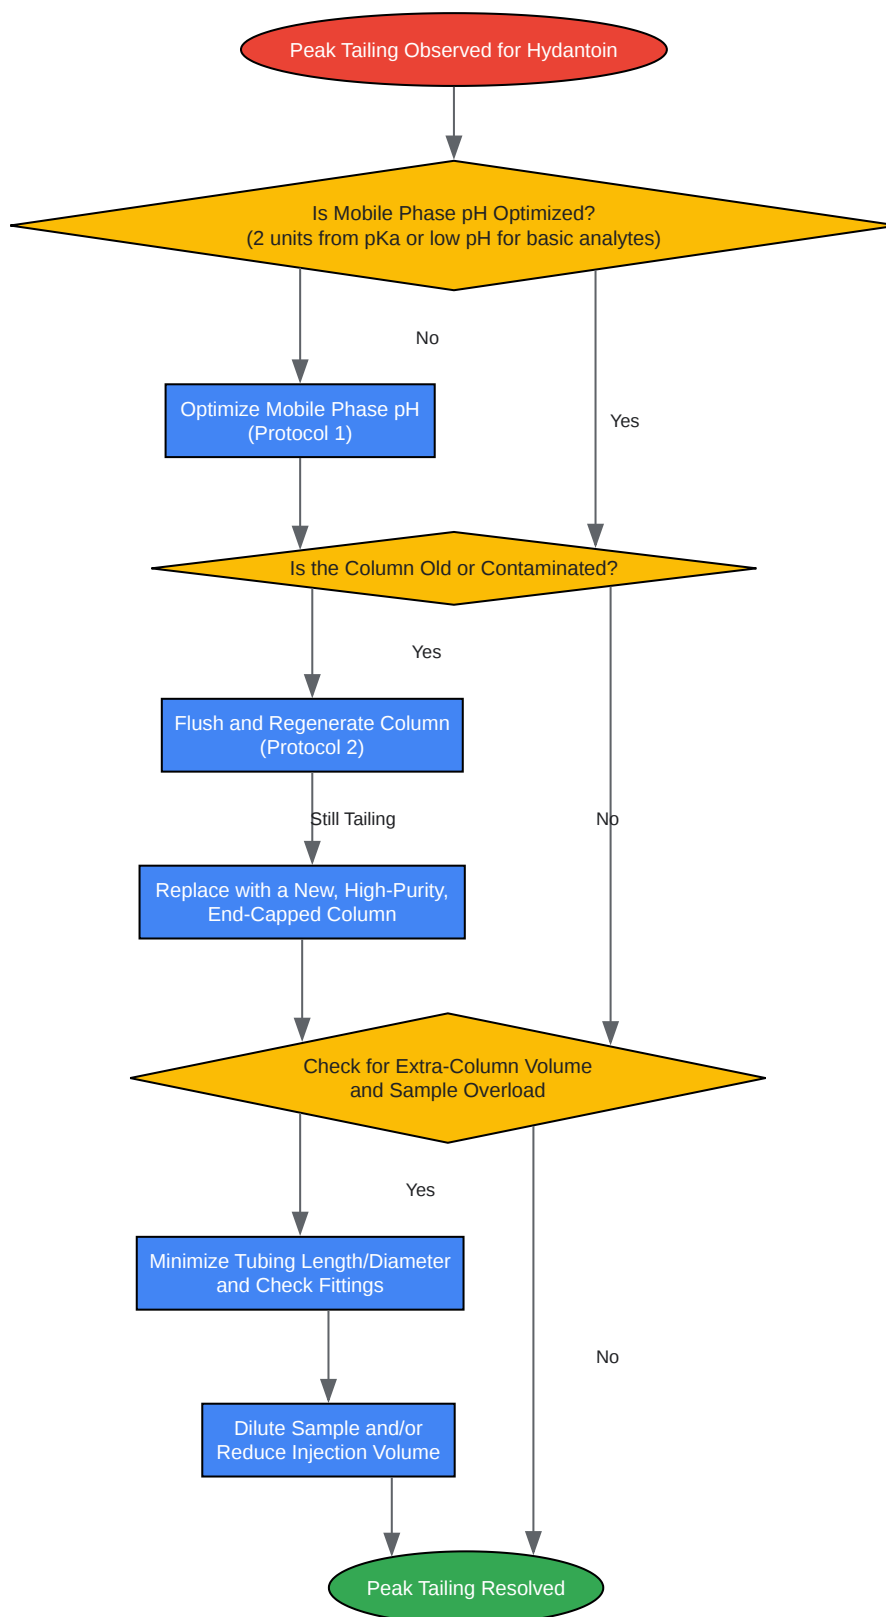 Peak Tailing Observed for Hydantoin
Is Mobile Phase pH Optimized?
(2 units from pKa or low pH for basic analytes)
No
Optimize Mobile Phase pH
(Protocol 1)
Yes
Is the Column Old or Contaminated?
Yes
Flush and Regenerate Column
(Protocol 2)
Still Tailing
No
Replace with a New, High-Purity,
End-Capped Column
Check for Extra-Column Volume
and Sample Overload
Yes
Minimize Tubing Length/Diameter
and Check Fittings
No
Dilute Sample and/or
Reduce Injection Volume
Peak Tailing Resolved